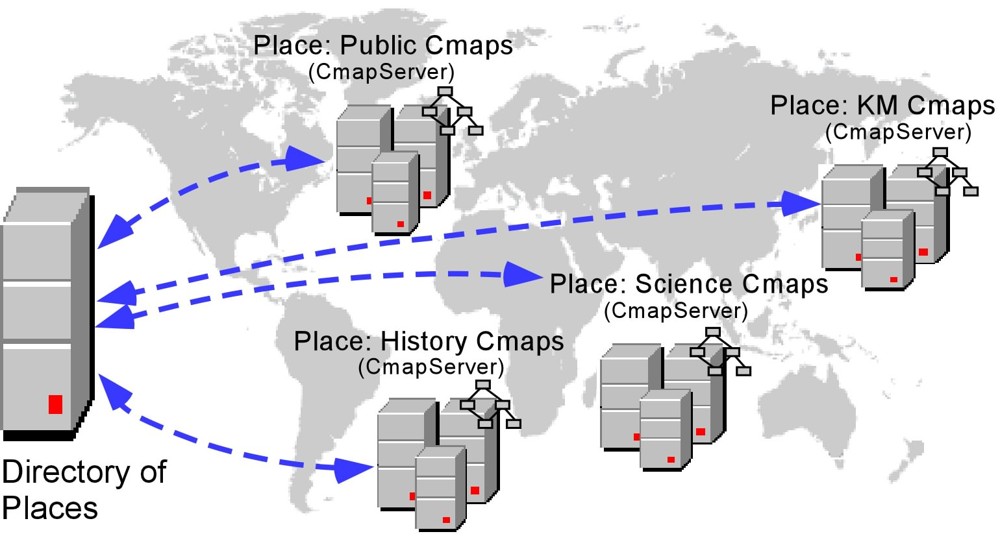 Place: Public Cmaps
(CmapServer)
Place: KM Cmaps
(CmapServer)
Place: Science Cmaps
(CmapServer)
Place: History Cmaps
(CmapServer)
Directory of
Places